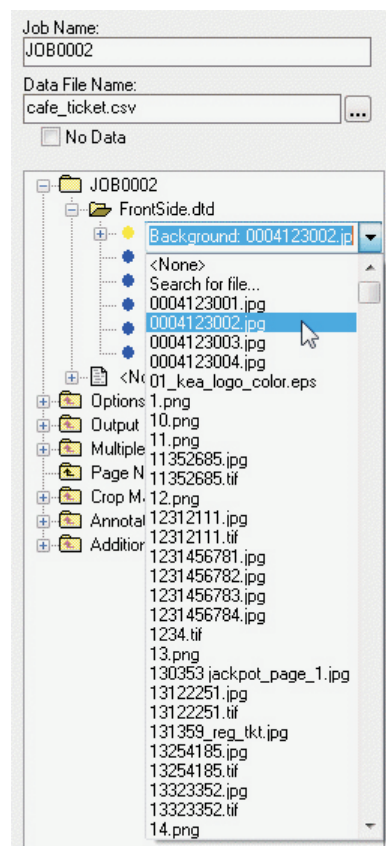 Job Name:
JOB0002
Data File Name:
cafe_ticket.csv
...
No Data
JOB0002
FrontSide.dtd
Background: 0004123002.jp
<None>
Search for file...
0004123001.jpg
0004123002.jpg
0004123003.jpg
0004123004.jpg
<No
01_kea_logo_color.eps
Options 1.png
Output 10.png
11.png
Multiple 11352685.jpg
Page N 11352685.tif
Crop M 12.png
12312111.jpg
Annotat 12312111.tif
Addition 1231456781.jpg
1231456782.jpg
1231456783.jpg
1231456784.jpg
1234.tif
13.png
130353 jackpot_page_1.jpg
13122251.jpg
13122251.tif
131359_reg_tkt.jpg
13254185.jpg
13254185.tif
13323352.jpg
13323352.tif
14.png